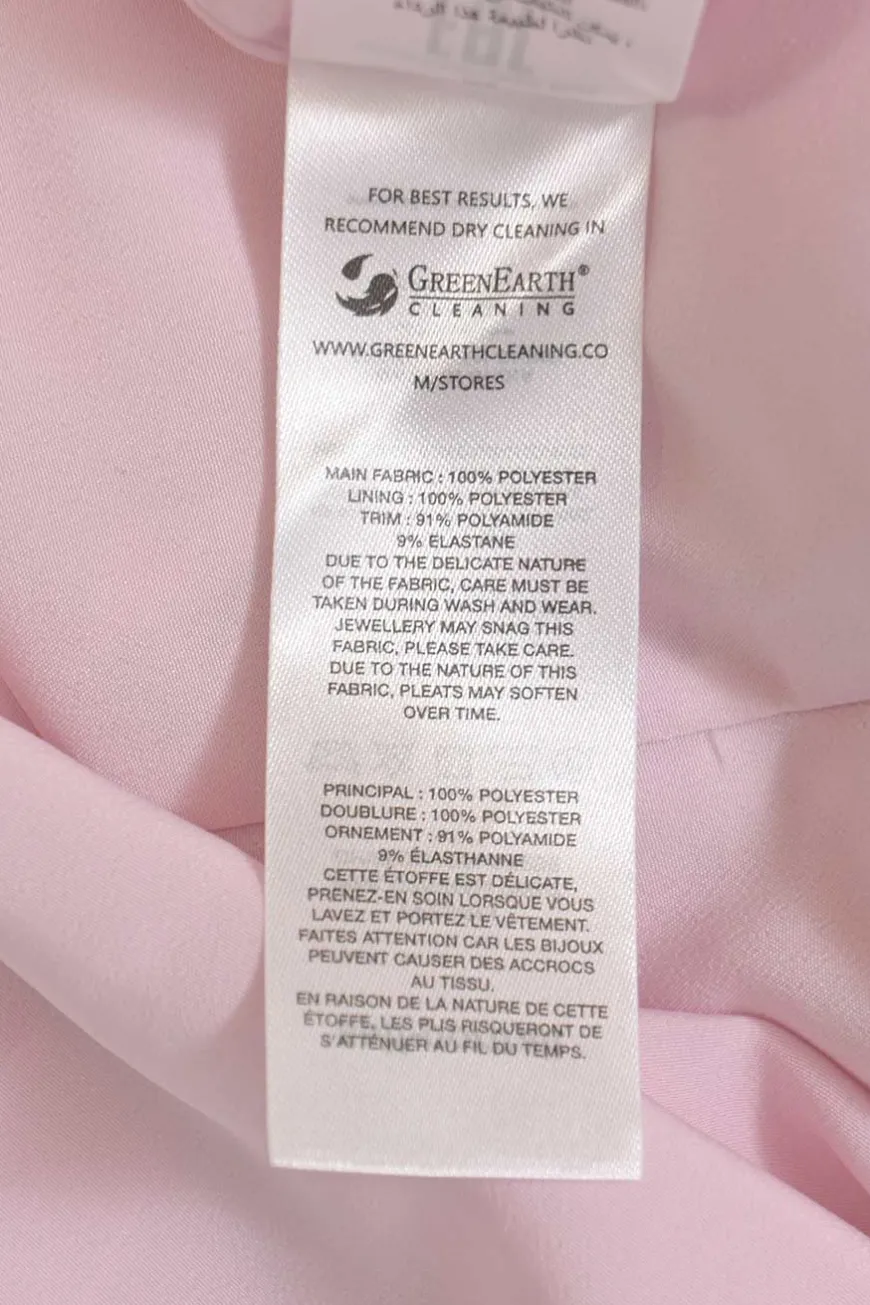 FOR BEST RESULTS, WE
RECOMMEND DRY CLEANING IN
GREENEARTH®
CLEANING
WWW.GREENEARTHCLEANING.CO
M/STORES
MAIN FABRIC : 100% POLYESTER
LINING : 100% POLYESTER
TRIM : 91% POLYAMIDE
9% ELASTANE
DUE TO THE DELICATE NATURE
OF THE FABRIC, CARE MUST BE
TAKEN DURING WASH AND WEAR.
JEWELLERY MAY SNAG THIS
FABRIC, PLEASE TAKE CARE.
DUE TO THE NATURE OF THIS
FABRIC, PLEATS MAY SOFTEN
OVER TIME.
PRINCIPAL : 100% POLYESTER
DOUBLURE : 100% POLYESTER
ORNEMENT : 91% POLYAMIDE
9% ÉLASTHANNE
CETTE ÉTOFFE EST DÉLICATE,
PRENEZ-EN SOIN LORSQUE VOUS
LAVEZ ET PORTEZ LE VÊTEMENT.
FAITES ATTENTION CAR LES BIJOUX
PEUVENT CAUSER DES ACCROCS
AU TISSU.
EN RAISON DE LA NATURE DE CETTE
ÉTOFFE, LES PLIS RISQUERONT DE
S'ATTÉNUER AU FIL DU TEMPS.